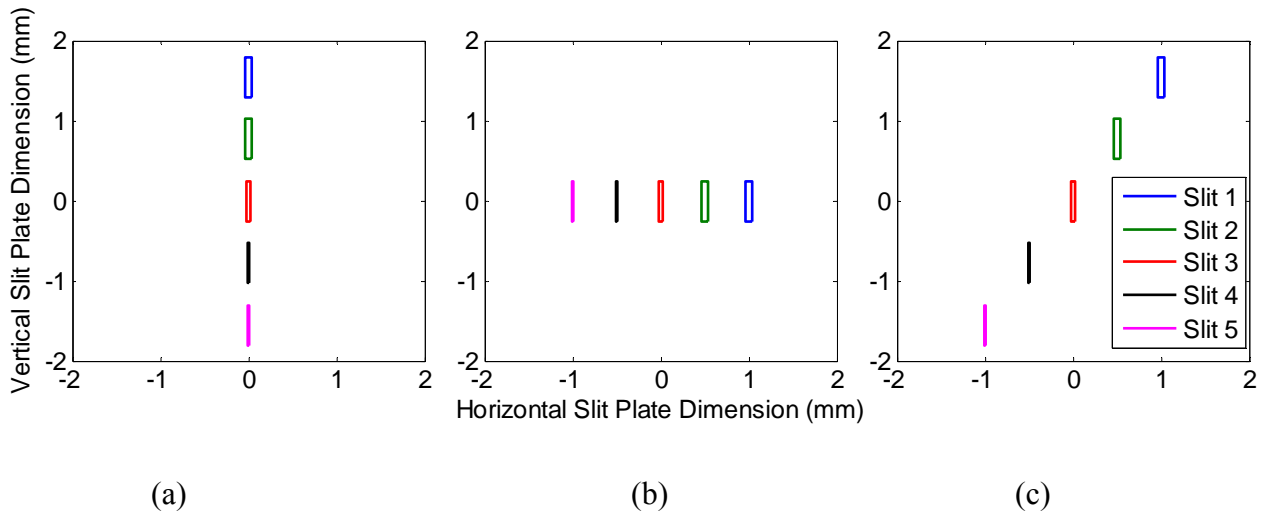 Vertical Slit Plate Dimension (mm)
2
1
0
-1
-2
-2 -1 0 1 2
2
1
0
-1
-2
-2 -1 0 1 2
2
1
0
-1
-2
-2 -1 0 1 2
Slit 1
Slit 2
Slit 3
Slit 4
Slit 5
Horizontal Slit Plate Dimension (mm)
(a) (b) (c)